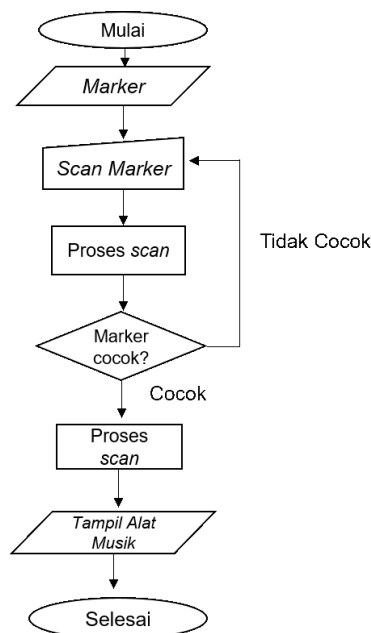 Mulai
Marker
Scan Marker
Proses scan
Tidak Cocok
Marker
cocok?
Cocok
Proses
scan
Tampil Alat
Musik
Selesai